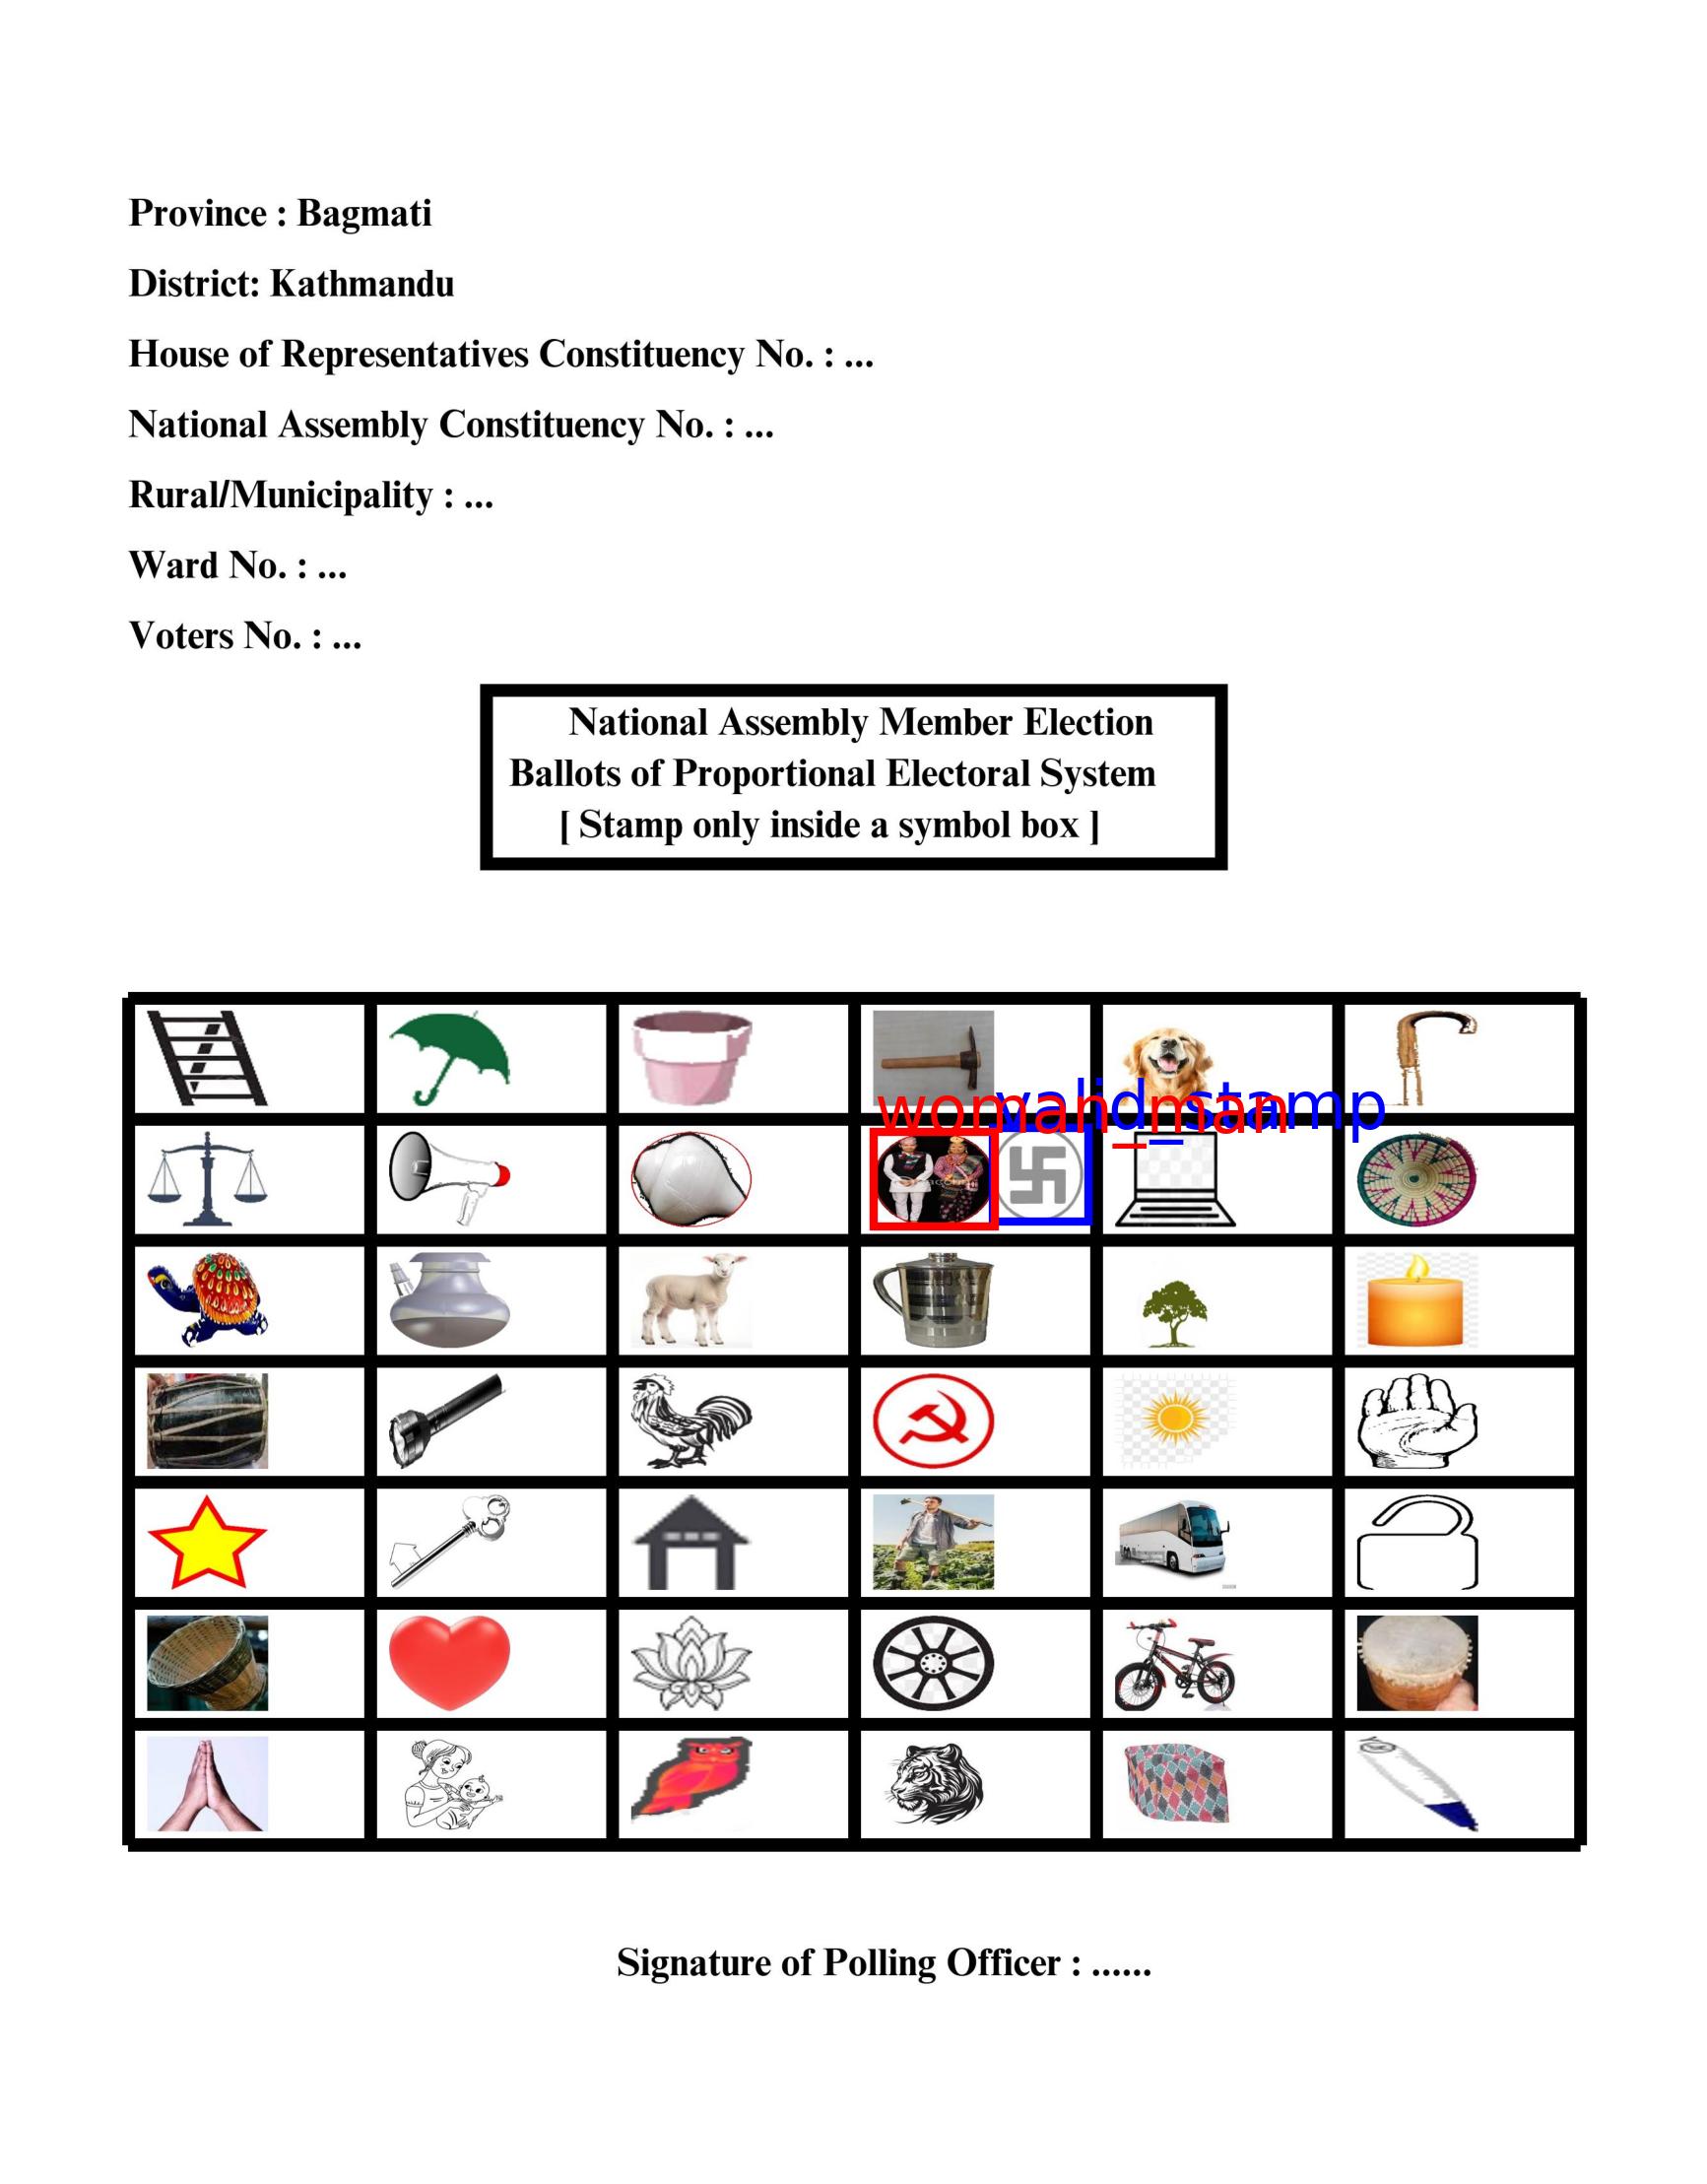 Province : Bagmati
District: Kathmandu
House of Representatives Constituency No. : ...
National Assembly Constituency No. : ...
Rural/Municipality : ...
Ward No. : ...
Voters No. : ...
National Assembly Member Election
Ballots of Proportional Electoral System
[ Stamp only inside a symbol box ]
valid_stamp
woman_man
Signature of Polling Officer : ......